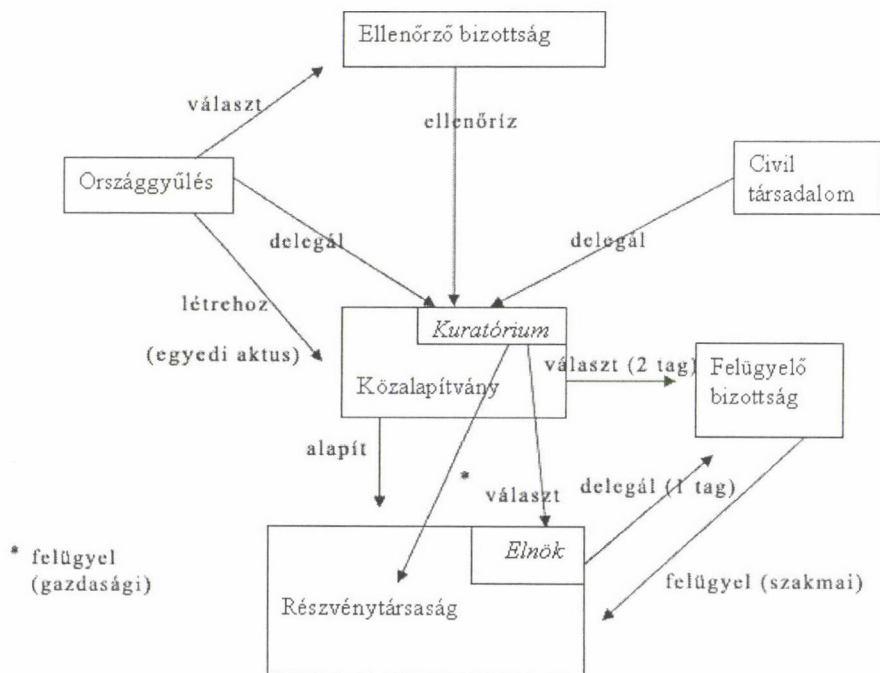 Ellenőrző bizottság
választ
ellenőríz
Országgyűlés
Civil
társadalom
delegál
delegál
létrehoz
(egyedi aktus)
Kuratórium
Közalapítvány
választ (2 tag)
Felügyelő
bizottság
alapít
*
választ
delegál (1 tag)
Elnök
* felügyel
(gazdasági)
felügyel (szakmai)
Részvénytársaság